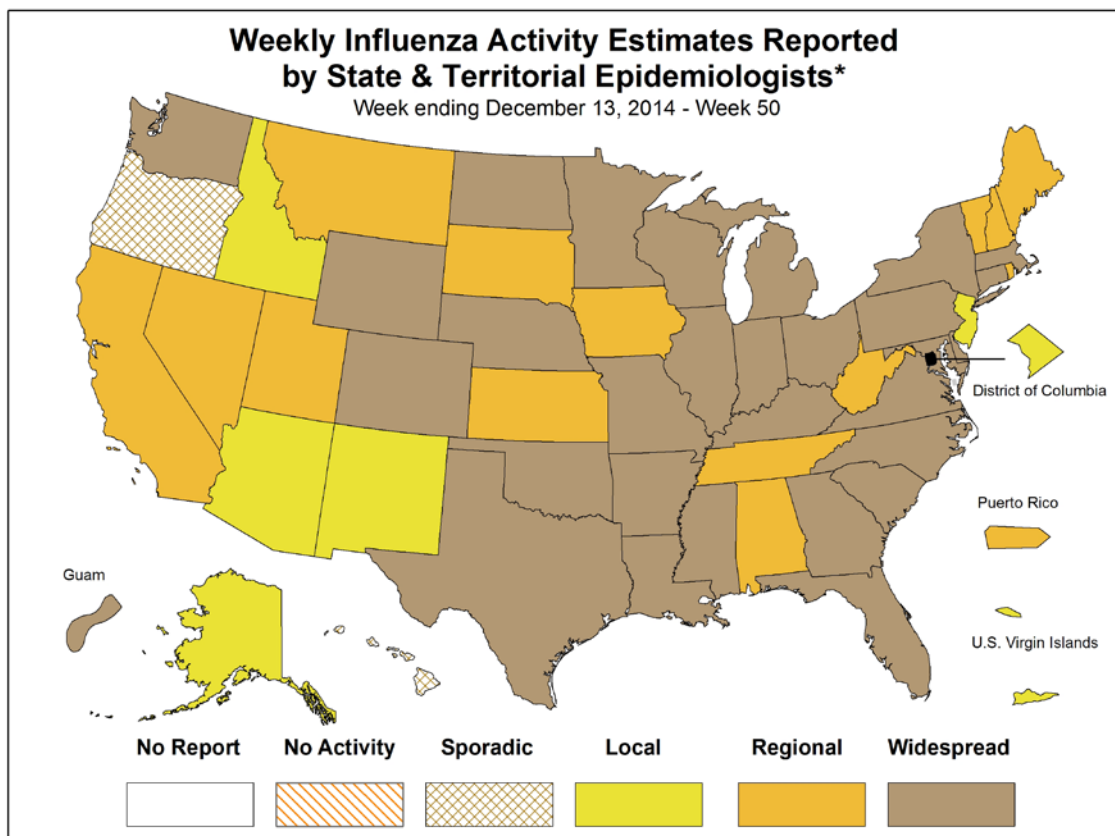 Weekly Influenza Activity Estimates Reported
by State & Territorial Epidemiologists*
Week ending December 13, 2014 - Week 50
District of Columbia
Puerto Rico
Guam
U.S. Virgin Islands
No Report
No Activity
Sporadic
Local
Regional
Widespread